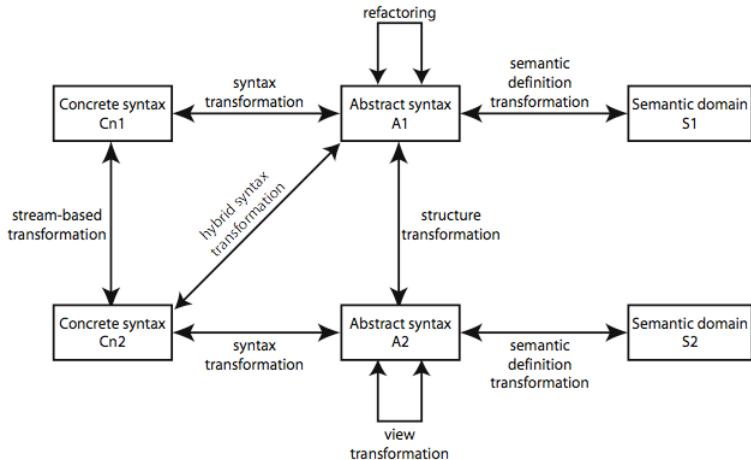 refactoring
syntax
transformation
semantic
definition
transformation
Concrete syntax
Cn1
Abstract syntax
A1
Semantic domain
S1
stream-based
transformation
hybrid syntax
transformation
structure
transformation
Concrete syntax
Cn2
Abstract syntax
A2
Semantic domain
S2
syntax
transformation
semantic
definition
transformation
view
transformation